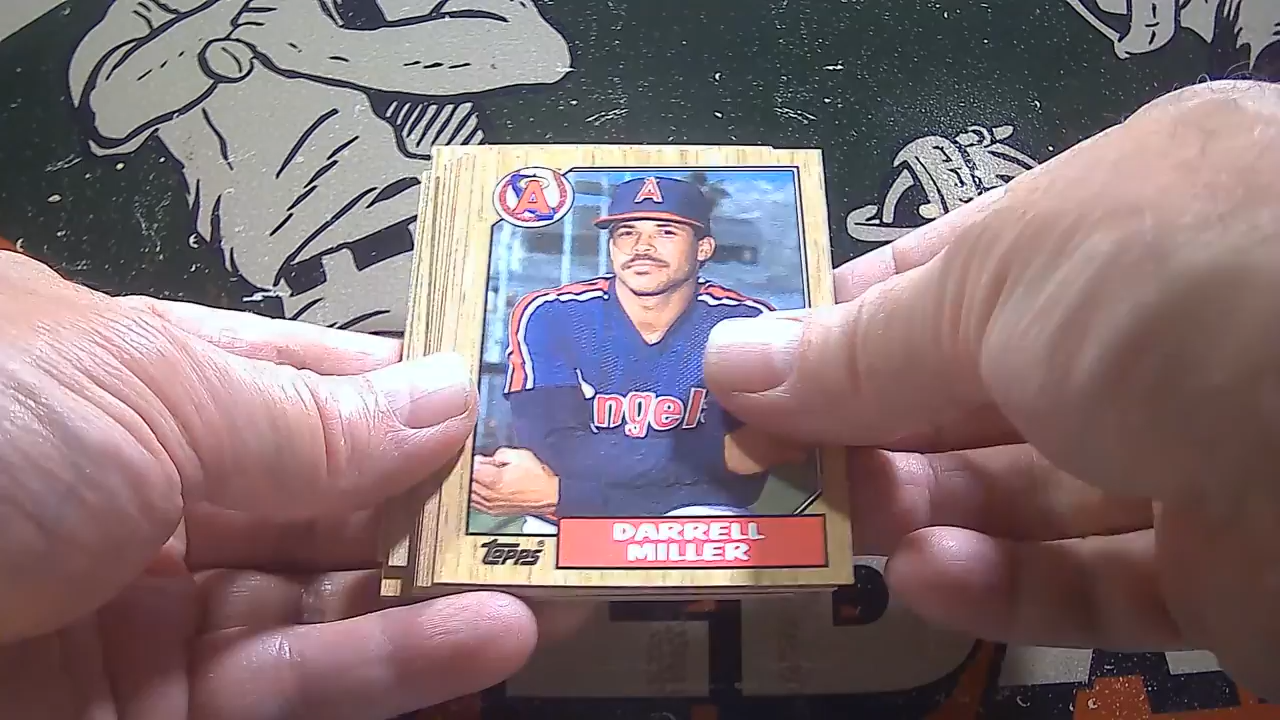 A
A
ngel
TOPPS®
DARRELL
MILLER